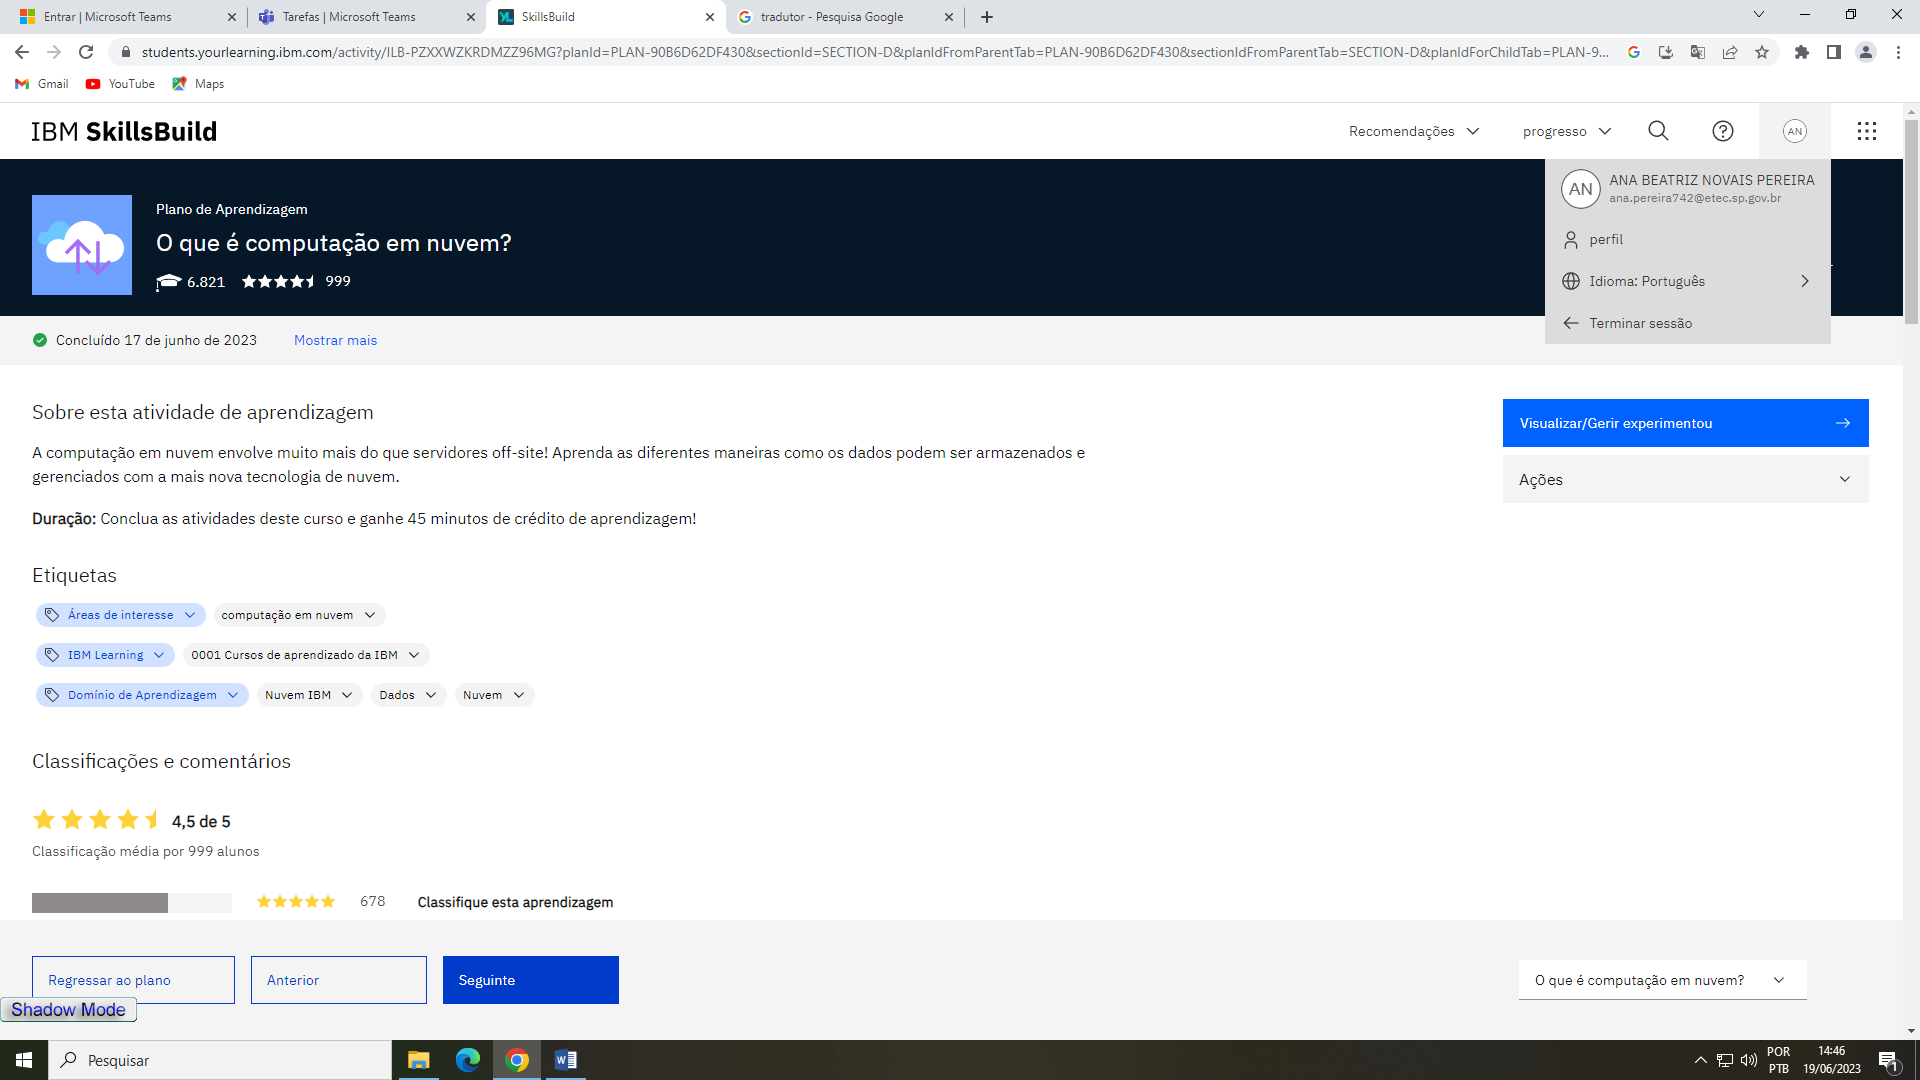 Entrar | Microsoft Teams
Tarefas | Microsoft Teams
SkillsBuild
tradutor - Pesquisa Google
students.yourlearning.ibm.com/activity/ILB-PZXXWZKRDMZZ96MG?planId=PLAN-90B6D62DF430&sectionId=SECTION-D&planIdFromParentTab=PLAN-90B6D62DF430&sectionIdFromParentTab=SECTION-D&planIdForChildTab=PLAN-9...
Gmail
YouTube
Maps
IBM SkillsBuild
Recomendações
progresso
AN
AN
ANA BEATRIZ NOVAIS PEREIRA
ana.pereira742@etec.sp.gov.br
perfil
Idioma: Português
Terminar sessão
Plano de Aprendizagem
O que é computação em nuvem?
6.821
999
Concluído 17 de junho de 2023
Mostrar mais
Sobre esta atividade de aprendizagem
A computação em nuvem envolve muito mais do que servidores off-site! Aprenda as diferentes maneiras como os dados podem ser armazenados e
gerenciados com a mais nova tecnologia de nuvem.
Duração: Conclua as atividades deste curso e ganhe 45 minutos de crédito de aprendizagem!
Visualizar/Gerir experimentou
Ações
Etiquetas
Áreas de interesse
computação em nuvem
IBM Learning
0001 Cursos de aprendizado da IBM
Domínio de Aprendizagem
Nuvem IBM
Dados
Nuvem
Classificações e comentários
4,5 de 5
Classificação média por 999 alunos
678
Classifique esta aprendizagem
Regressar ao plano
Anterior
Seguinte
O que é computação em nuvem?
Shadow Mode
Pesquisar
POR
PTB
14:46
19/06/2023
1